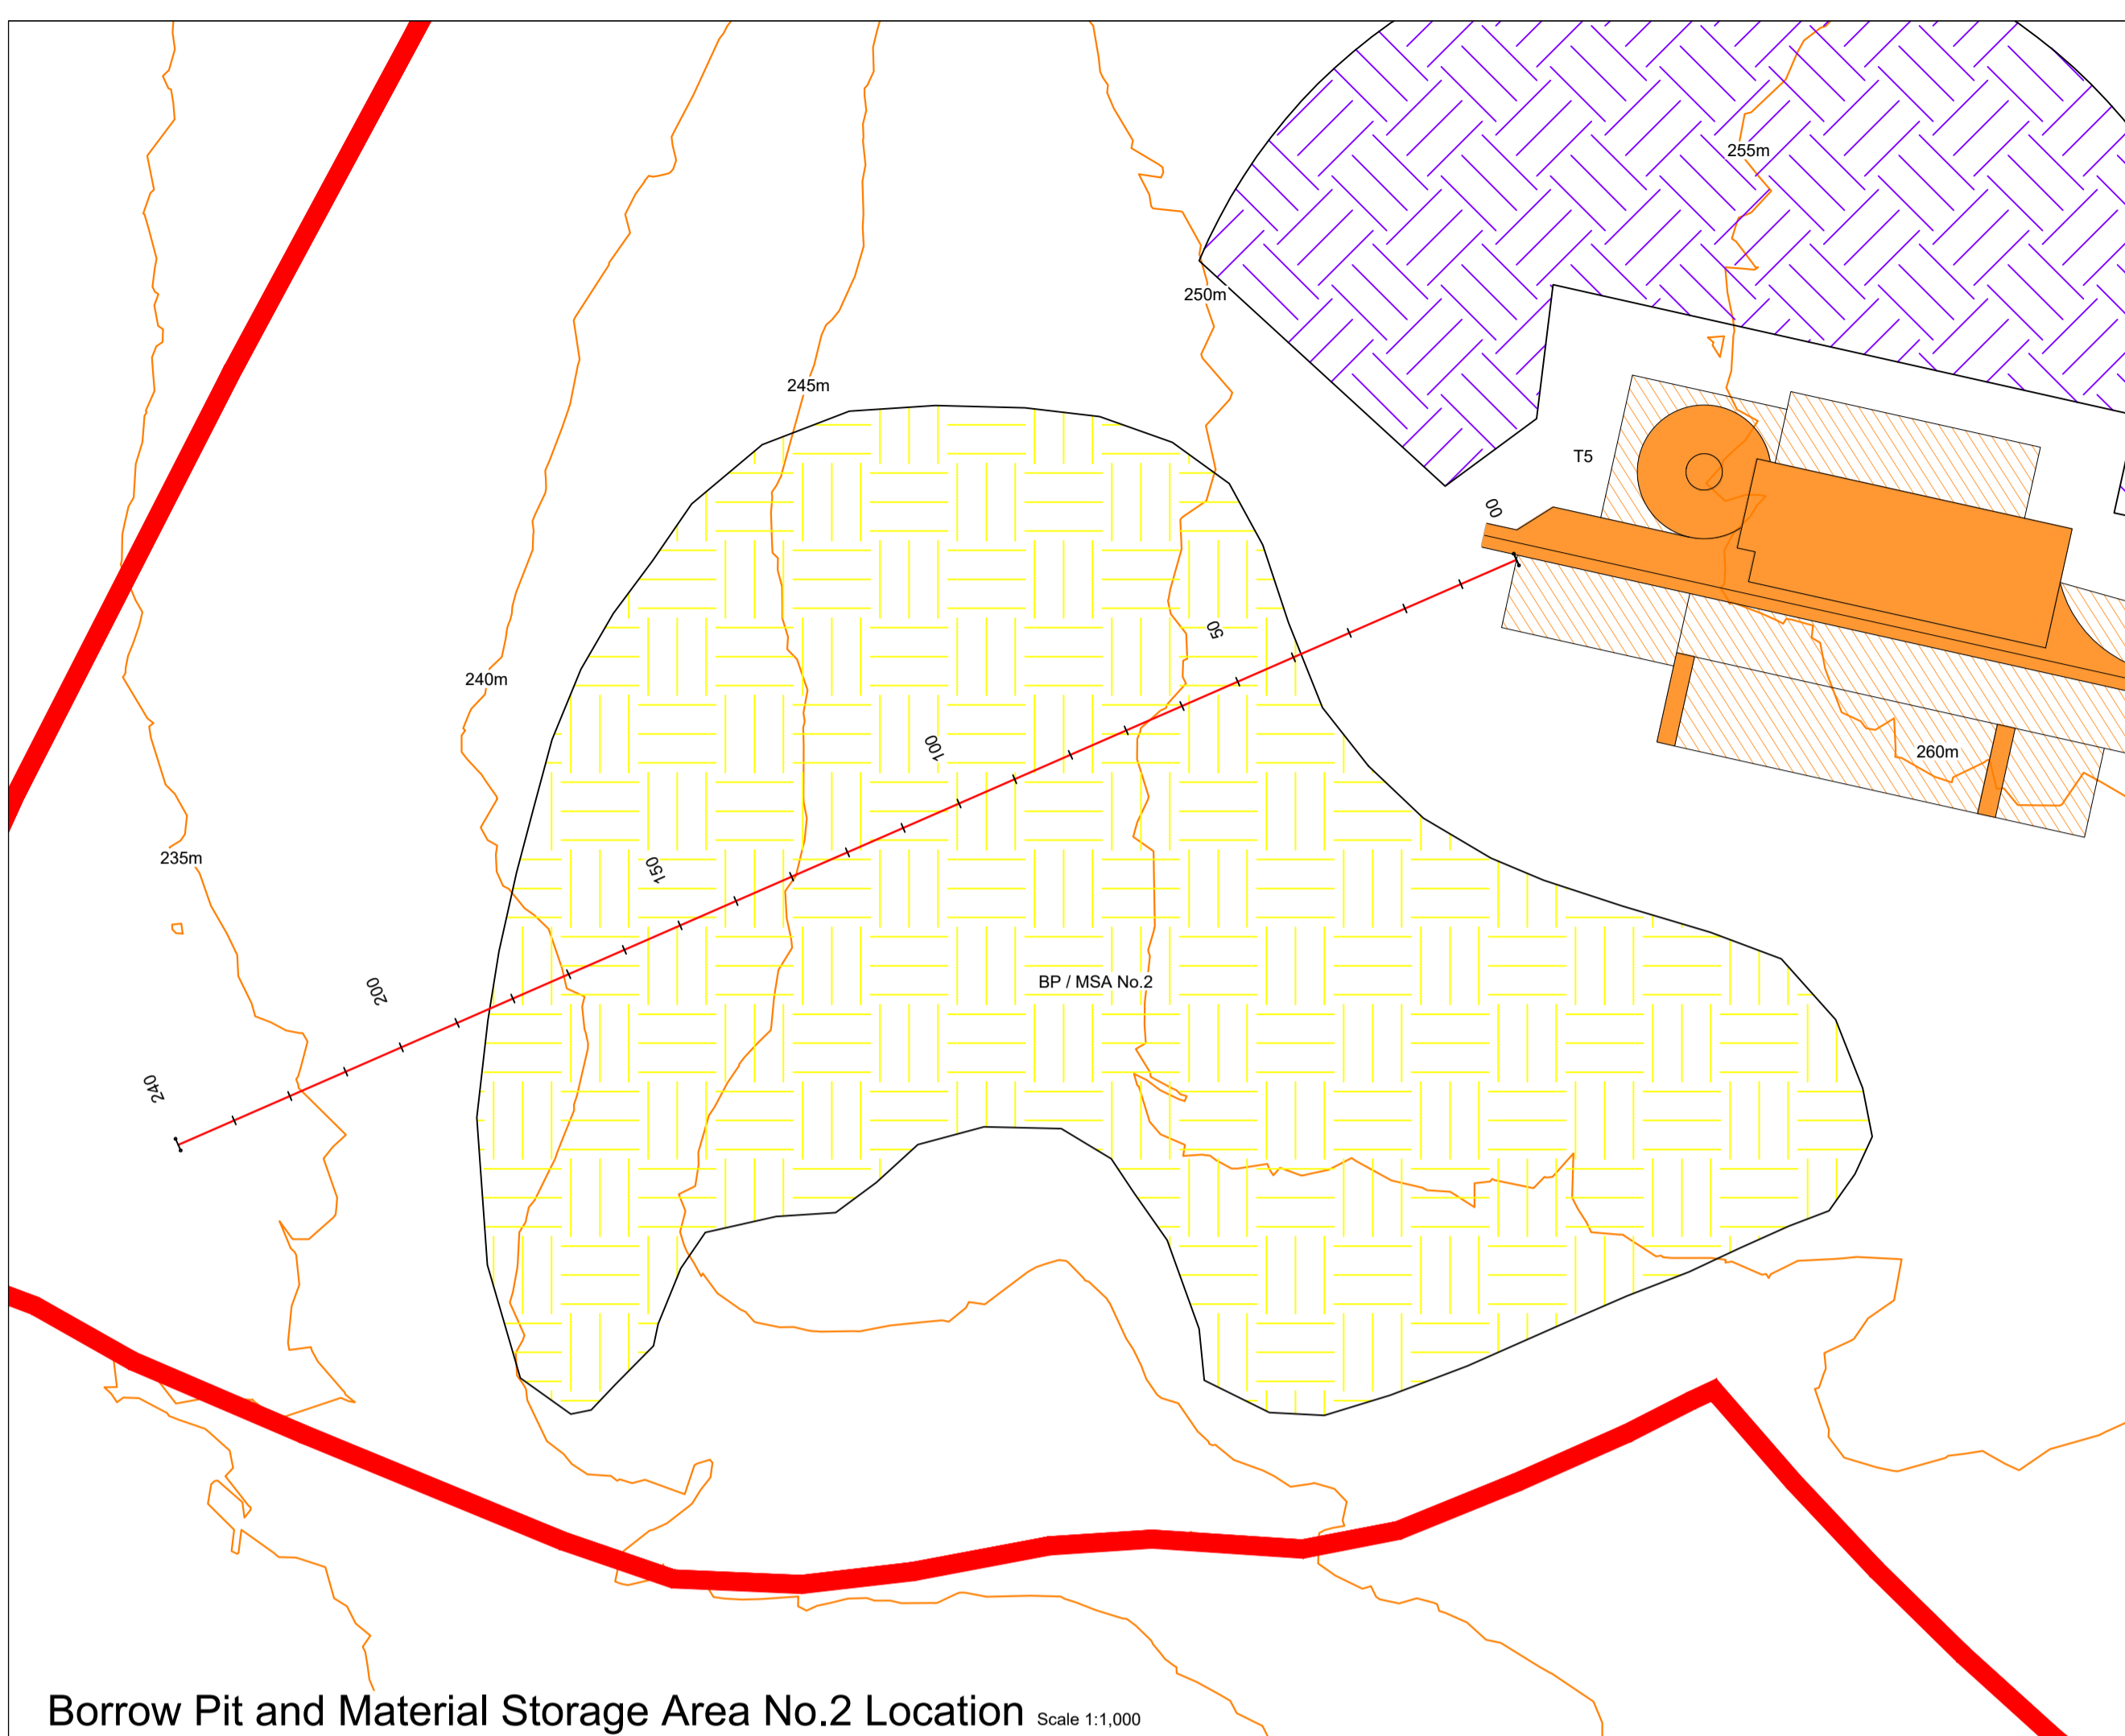 255m
250m
245m
T5
00
50
240m
100
260m
235m
150
BP / MSA No.2
200
240
Borrow Pit and Material Storage Area No.2 Location Scale 1:1,000